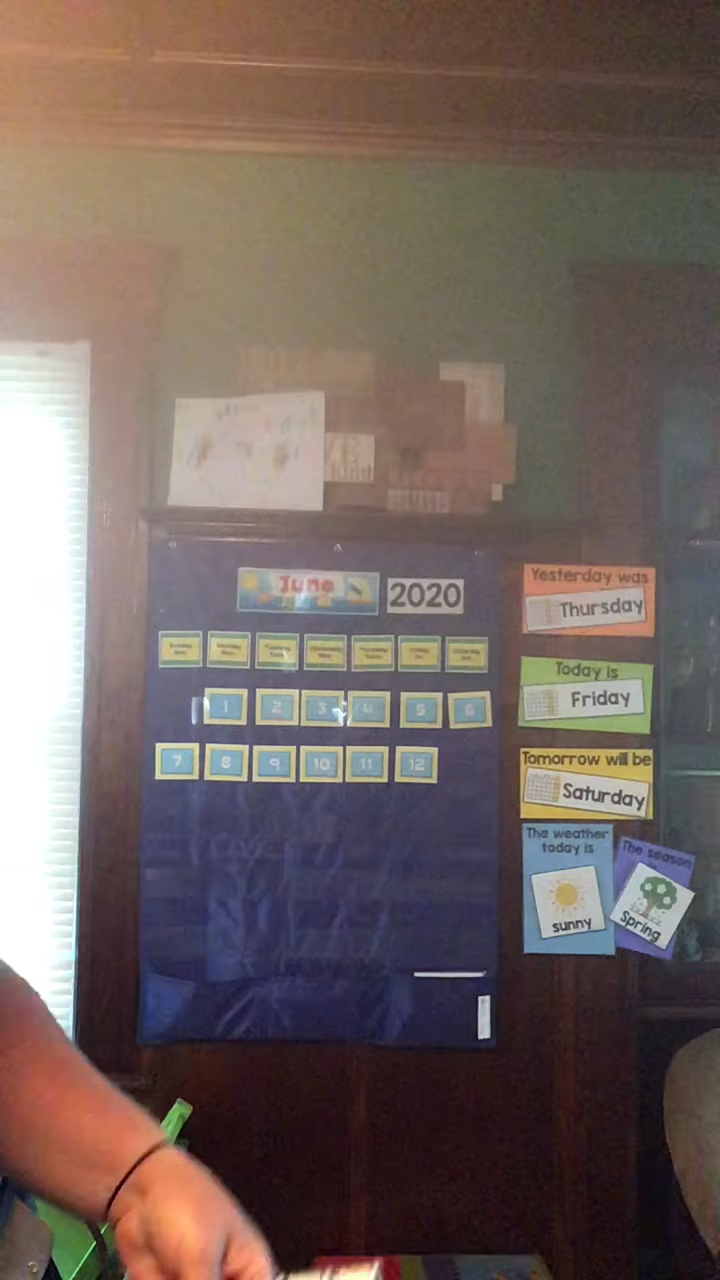 June 2020
1 2 3 4 5 6
7 8 9 10 11 12
Yesterday was
Thursday
Today is
Friday
Tomorrow will be
Saturday
The weather
today is
sunny
The season
Spring